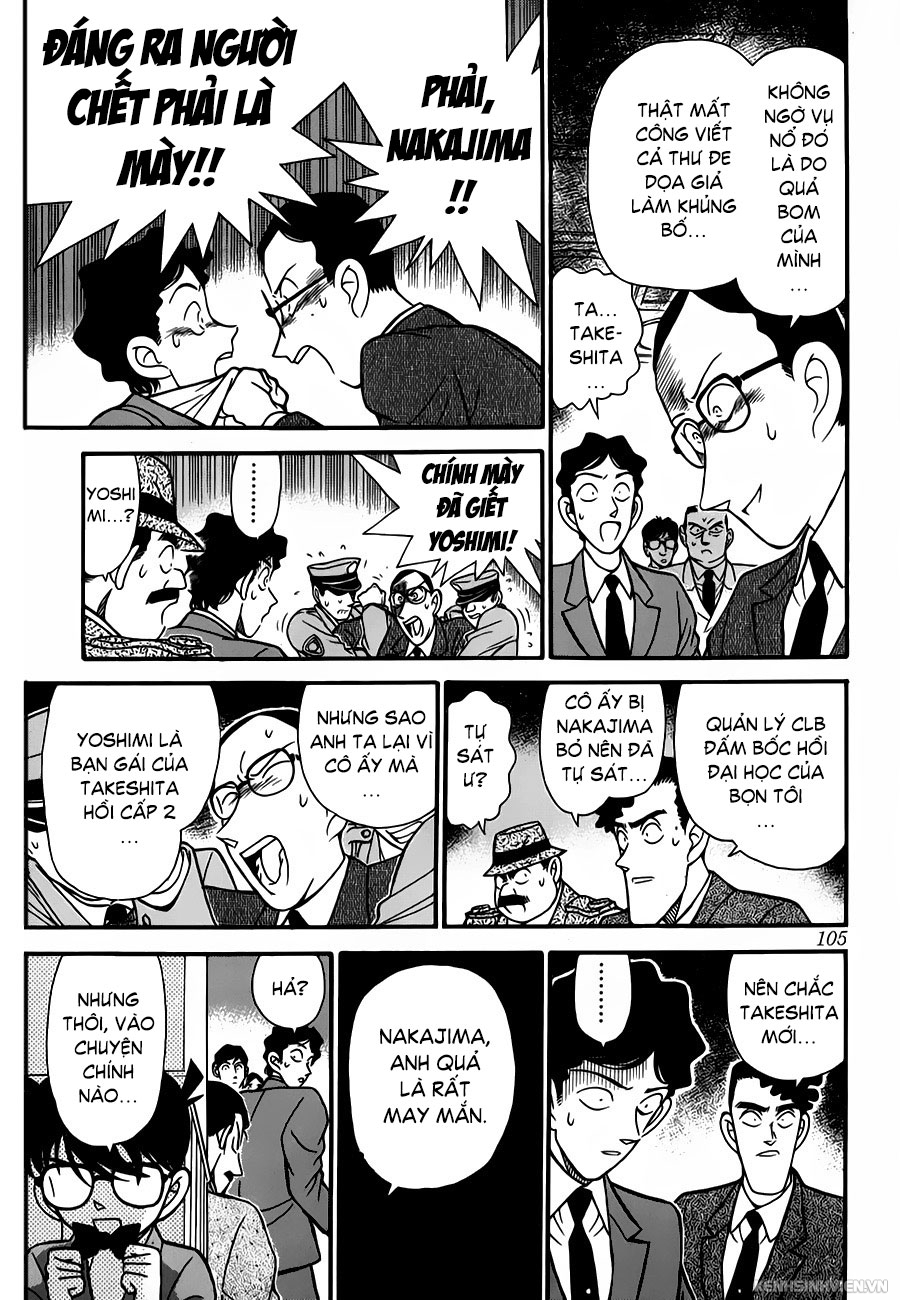 KHÔNG
NGỜ VỤ
NỔ ĐÓ
LÀ DO
QUẢ
BOM
CỦA
MÌNH
...
THẬT MẤT
CÔNG VIẾT
CẢ THƯ ĐE
DỌA GIẢ
LÀM KHỦNG
BỐ...
TA...
TAKE-
SHITA
...
PHẢI,
NAKAJIMA
!!
ĐÁNG RA NGƯỜI
CHẾT PHẢI LÀ
MÀY!!
CHÍNH MÀY
ĐÃ GIẾT
YOSHIMI!
......
YOSHI
MI...?
QUẢN LÝ CLB
ĐẤM BỐC HỒI
ĐẠI HỌC CỦA
BỌN TÔI
...
CÔ ẤY BỊ
NAKAJIMA
BỎ NÊN ĐÃ
TỰ SÁT...
TỰ
SÁT
Ư?
NHƯNG SAO
ANH TA LẠI VÌ
CÔ ẤY MÀ
...
YOSHIMI LÀ
BẠN GÁI CỦA
TAKESHITA
HỒI CẤP 2
...
105
NÊN CHẮC
TAKESHITA
MỚI...
......
NAKAJIMA,
ANH QUẢ
LÀ RẤT
MAY MẮN.
HẢ?
NHƯNG
THÔI, VÀO
CHUYỆN
CHÍNH
NÀO...
KENHSINHVIEN.VN